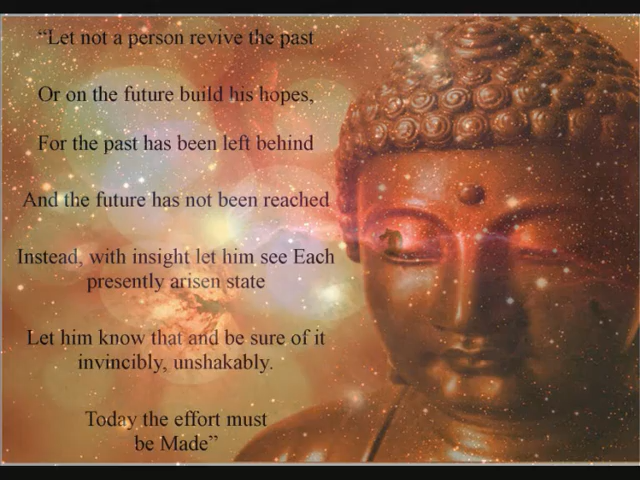 “Let not a person revive the past
Or on the future build his hopes,
For the past has been left behind
And the future has not been reached
Instead, with insight let him see Each
presently arisen state
Let him know that and be sure of it
invincibly, unshakably.
Today the effort must
be Made”